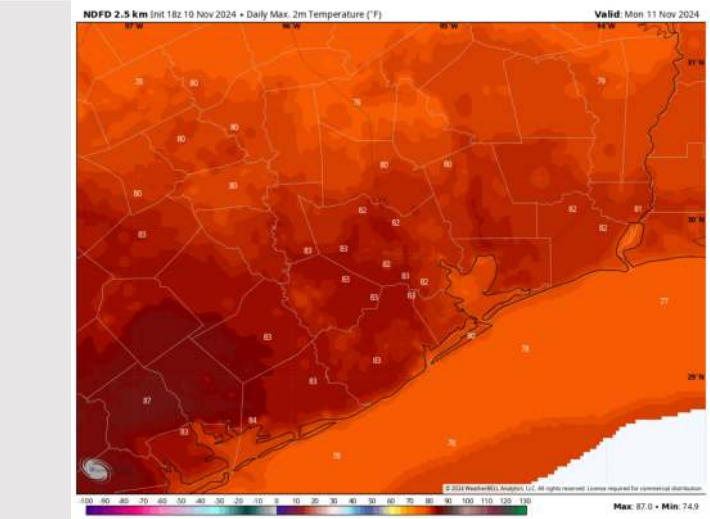 NDFD 2.5 km Init 18z 10 Nov 2024 • Daily Max. 2m Temperature (°F)
Valid: Mon 11 Nov 2024
97°W 96°W 95°W 94°W
31°N
80 79
78
80 80
80 80
80 80
82 82 81
83 82 82
30°N
83 83
82
83 83 82
83 83
77
83 80 78
83
29°N
83
87
84
83
78 78
© 2024 WeatherBELL Analytics, LLC. All rights reserved. License required for commercial distribution.
-100 -90 -80 -70 -60 -50 -40 -30 -20 -10 0 10 20 30 40 50 60 70 80 90 100 110 120 130
Max: 87.0 • Min: 74.9